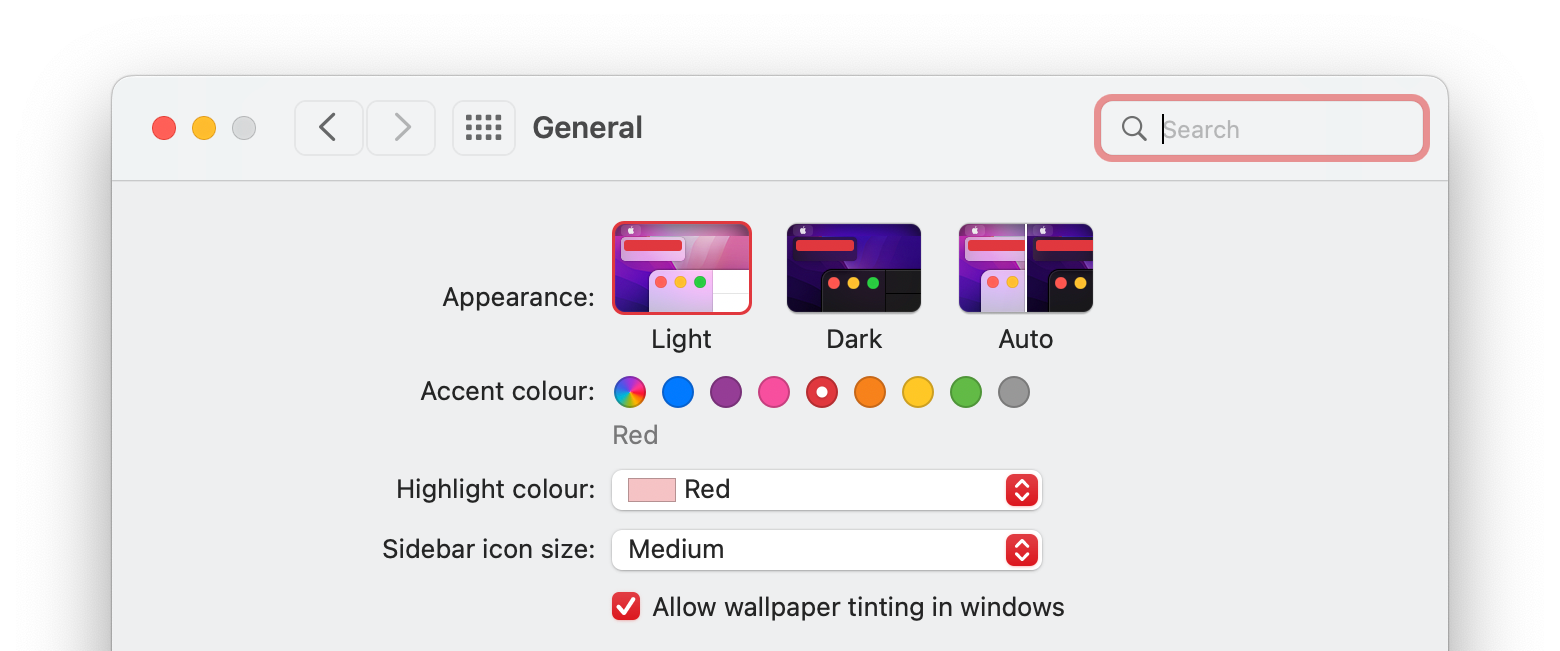 General
Search
Appearance:
Light
Dark
Auto
Accent colour:
Red
Highlight colour: Red
Sidebar icon size: Medium
Allow wallpaper tinting in windows